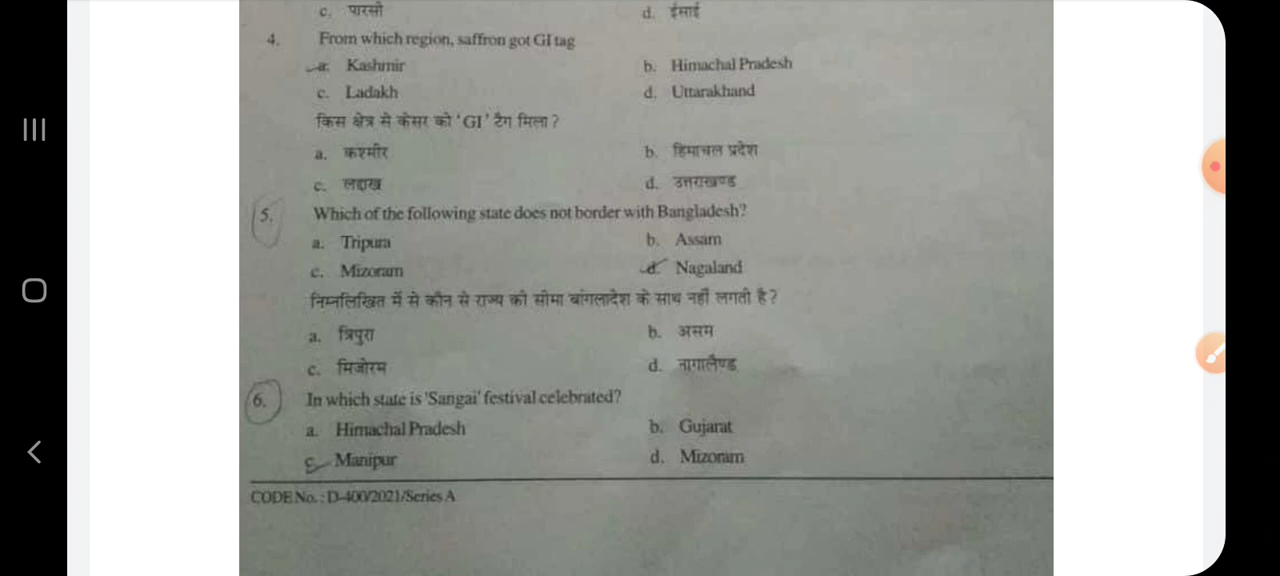 c. पारसी d. ईसाई
4. From which region, saffron got GI tag
a. Kashmir b. Himachal Pradesh
c. Ladakh d. Uttarakhand
किस क्षेत्र से केसर को 'GI' टैग मिला?
a. कश्मीर b. हिमाचल प्रदेश
c. लद्दाख d. उत्तराखण्ड
5. Which of the following state does not border with Bangladesh?
a. Tripura b. Assam
c. Mizoram d. Nagaland
निम्नलिखित में से कौन से राज्य की सीमा बांगलादेश के साथ नहीं लगती है?
a. त्रिपुरा b. असम
c. मिजोरम d. नागालैण्ड
6. In which state is 'Sangai' festival celebrated?
a. Himachal Pradesh b. Gujarat
c. Manipur d. Mizoram
CODE No. : D-400/2021/Series A